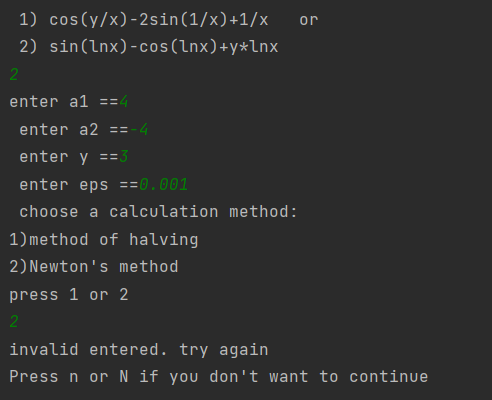 1) cos(y/x)-2sin(1/x)+1/x   or
2) sin(lnx)-cos(lnx)+y*lnx
2
enter a1 ==4
enter a2 ==-4
enter y ==3
enter eps ==0.001
choose a calculation method:
1)method of halving
2)Newton's method
press 1 or 2
2
invalid entered. try again
Press n or N if you don't want to continue